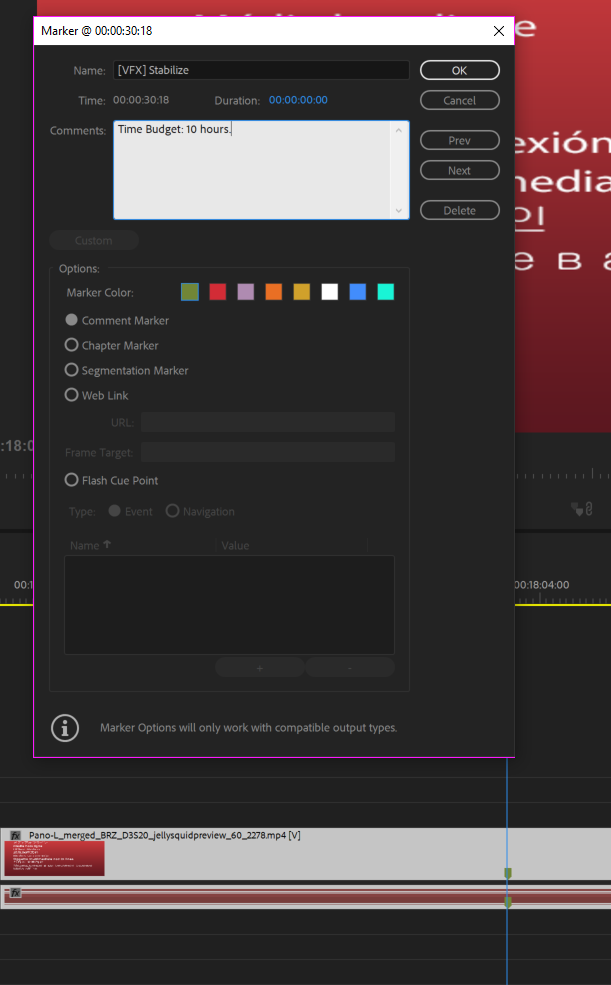 Marker @ 00:00:30:18
Name: [VFX] Stabilize
OK
Time: 00:00:30:18 Duration: 00:00:00:00
Cancel
Comments: Time Budget: 10 hours.
Prev
Next
Delete
Custom
Options:
Marker Color:
Comment Marker
Chapter Marker
Segmentation Marker
Web Link
URL:
Frame Target:
Flash Cue Point
Type: Event Navigation
Name Value
+ -
Marker Options will only work with compatible output types.
exión
media
:18:0
00:1
00:18:04:00
fx Pano-L_merged_BRZ_D3S20_jellysquidpreview_60_2278.mp4 [V]
fx